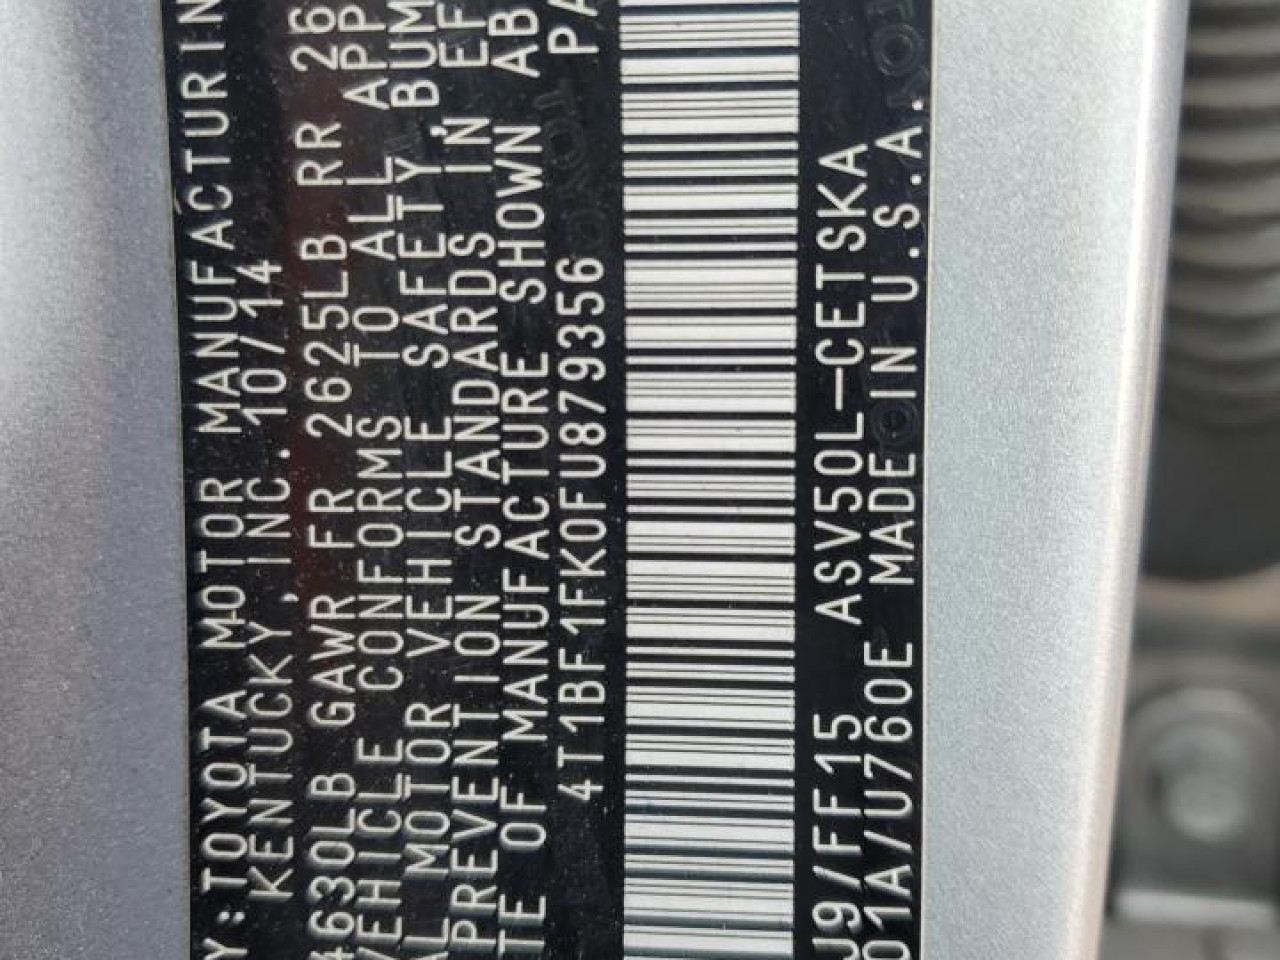 Y: TOYOTA MOTOR MANUFACTURIN
KENTUCKY, INC. 10/14
4630LB GAWR FR 2625LB RR 26
VEHICLE CONFORMS TO ALL APP
AL MOTOR VEHICLE SAFETY, BUM
PREVENTION STANDARDS IN EF
TE OF MANUFACTURE SHOWN AB
4T1BF1FK0FU879356 PA
J9/FF15 ASV50L-CETSKA
01A/U760E MADE IN U.S.A.